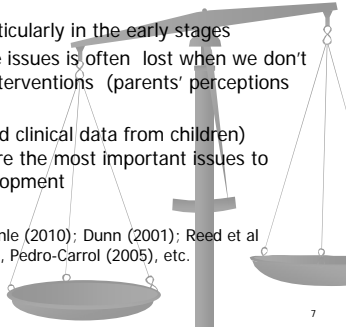 ticularly in the early stages
e issues is often lost when we don't
terventions (parents' perceptions
d clinical data from children)
re the most important issues to
opment
nle (2010); Dunn (2001); Reed et al
, Pedro-Carrol (2005), etc.
7